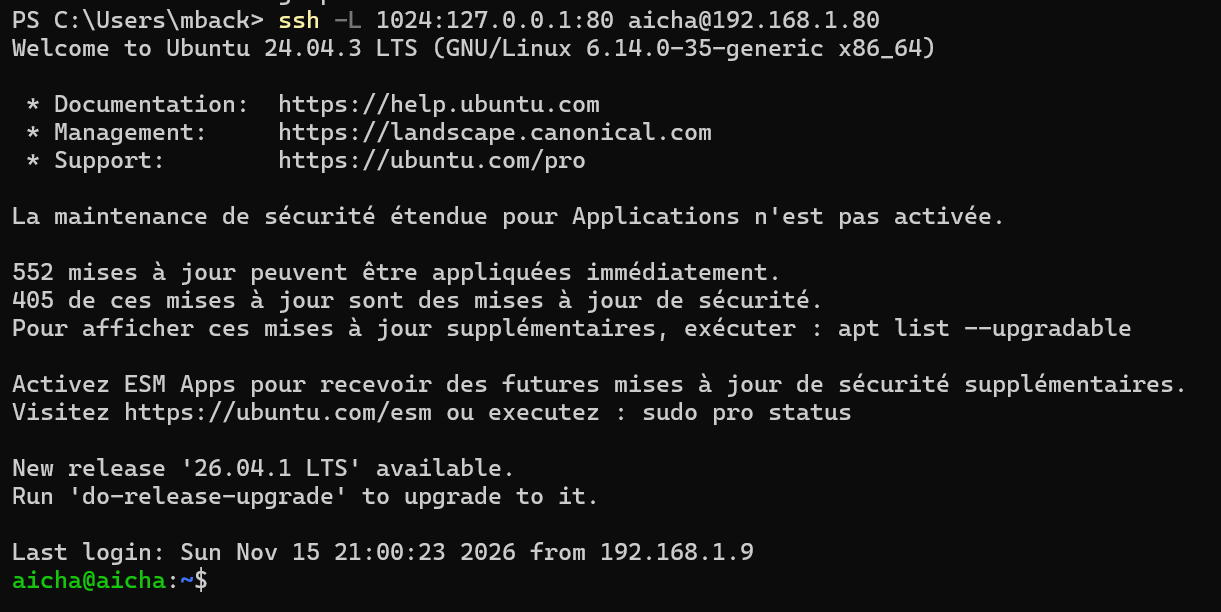 PS C:\Users\mback> ssh -L 1024:127.0.0.1:80 aicha@192.168.1.80
Welcome to Ubuntu 24.04.3 LTS (GNU/Linux 6.14.0-35-generic x86_64)

 * Documentation:  https://help.ubuntu.com
 * Management:     https://landscape.canonical.com
 * Support:        https://ubuntu.com/pro

La maintenance de sécurité étendue pour Applications n'est pas activée.

552 mises à jour peuvent être appliquées immédiatement.
405 de ces mises à jour sont des mises à jour de sécurité.
Pour afficher ces mises à jour supplémentaires, exécuter : apt list --upgradable

Activez ESM Apps pour recevoir des futures mises à jour de sécurité supplémentaires.
Visitez https://ubuntu.com/esm ou executez : sudo pro status

New release '26.04.1 LTS' available.
Run 'do-release-upgrade' to upgrade to it.

Last login: Sun Nov 15 21:00:23 2026 from 192.168.1.9
aicha@aicha:~$